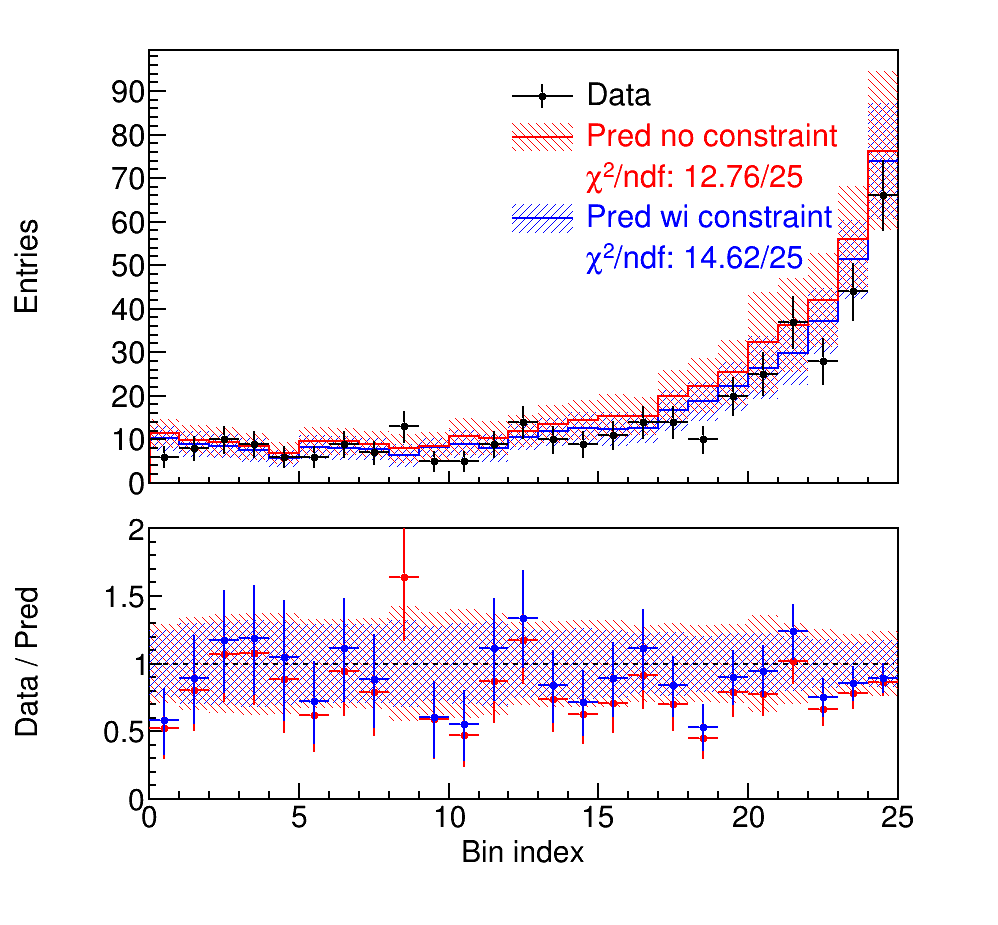 90
80
70
60
50
40
30
20
10
0
Entries
Data
Pred no constraint
χ²/ndf: 12.76/25
Pred wi constraint
χ²/ndf: 14.62/25
2
1.5
1
0.5
0
Data / Pred
0 5 10 15 20 25
Bin index